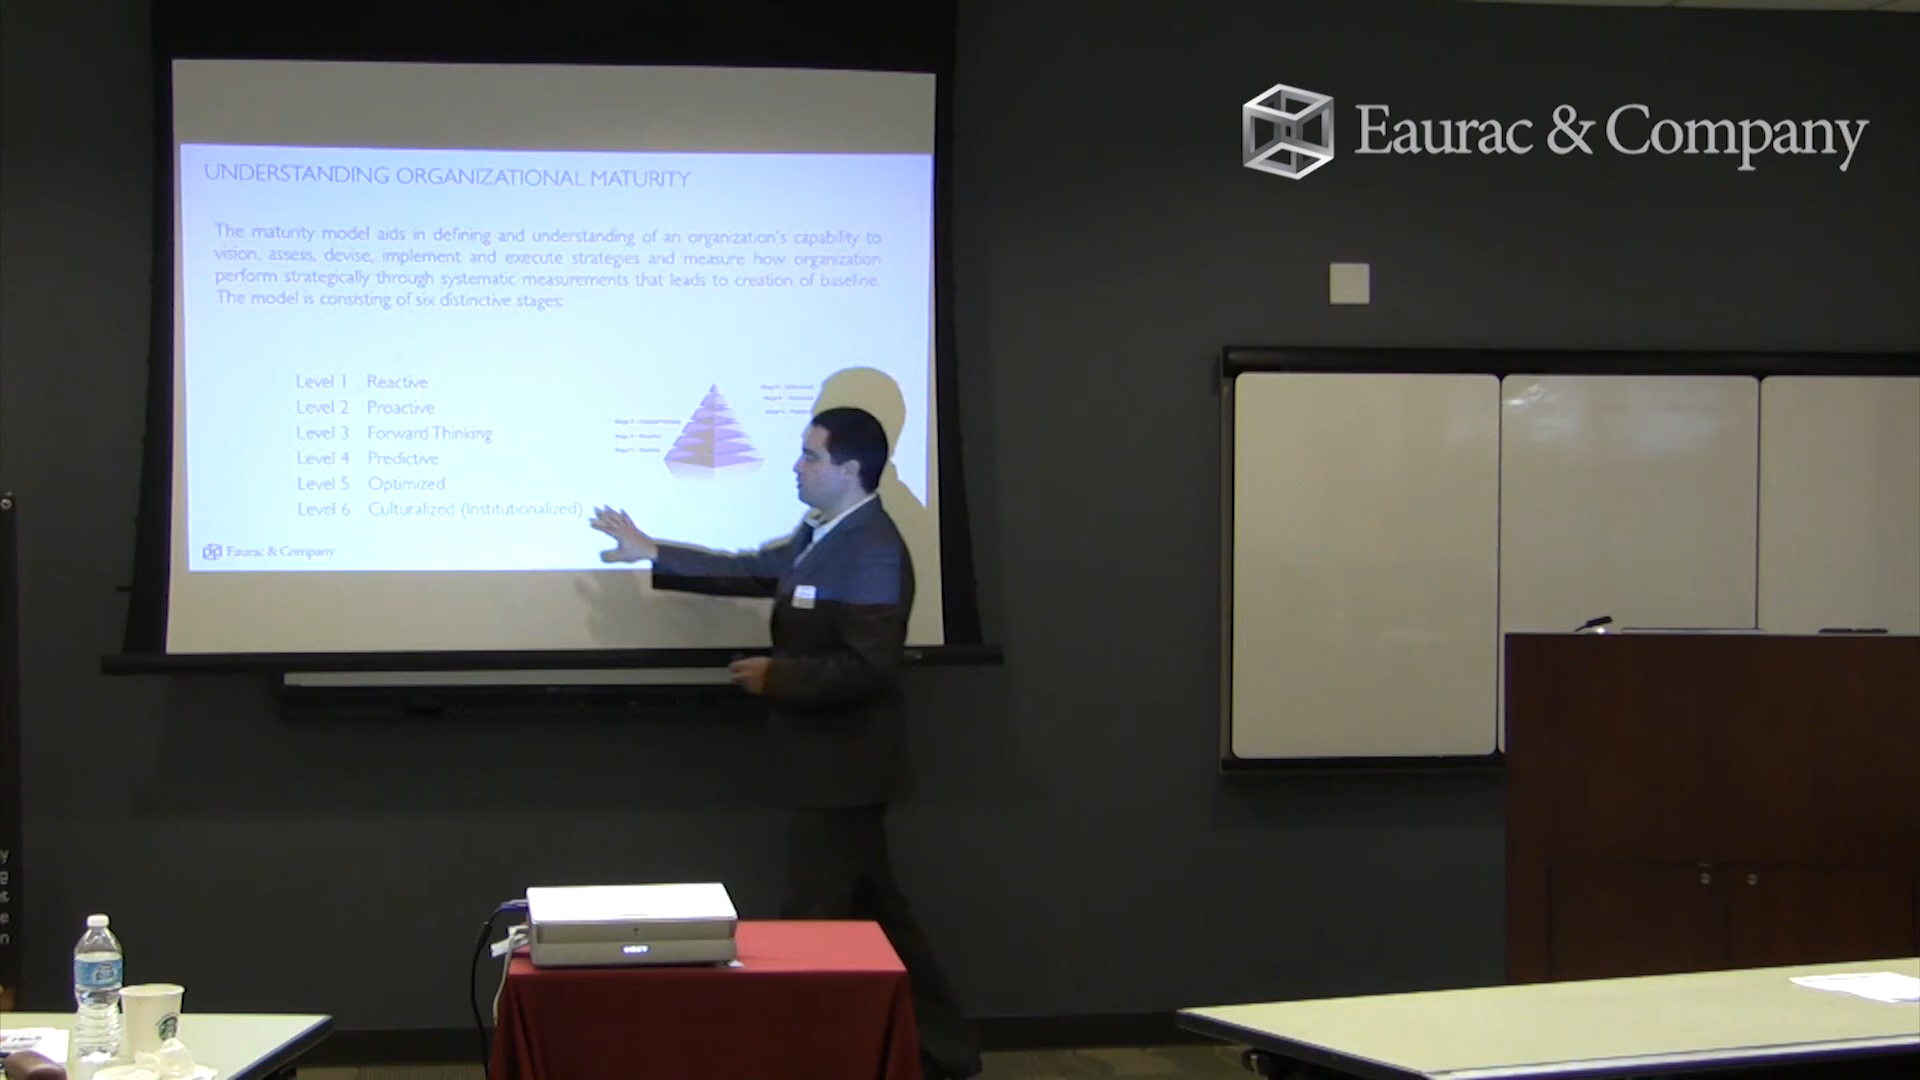 Eaurac & Company
UNDERSTANDING ORGANIZATIONAL MATURITY
The maturity model aids in defining and understanding of an organization's capability to
vision, assess, devise, implement and execute strategies and measure how organization
perform strategically through systematic measurements that leads to creation of baseline.
The model is consisting of six distinctive stages:
Level 1 Reactive
Level 2 Proactive
Level 3 Forward Thinking
Level 4 Predictive
Level 5 Optimized
Level 6 Culturalized (Institutionalized)
Eaurac & Company